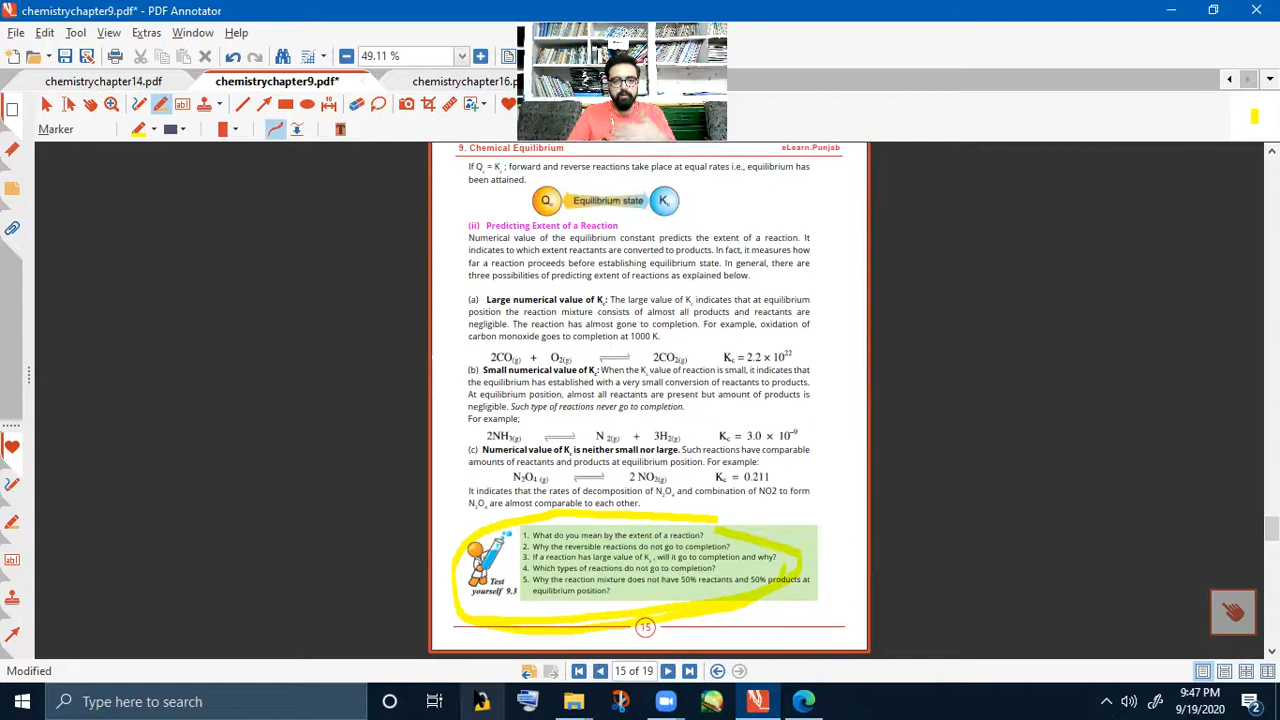 chemistrychapter9.pdf* - PDF Annotator
File Edit Tool View Extras Window Help
49.11 %
chemistrychapter14.pdf chemistrychapter9.pdf* chemistrychapter16.p
Marker
9. Chemical Equilibrium eLearn.Punjab
If Qc = Kc ; forward and reverse reactions take place at equal rates i.e., equilibrium has
been attained.
Qc Equilibrium state Kc
(ii) Predicting Extent of a Reaction
Numerical value of the equilibrium constant predicts the extent of a reaction. It
indicates to which extent reactants are converted to products. In fact, it measures how
far a reaction proceeds before establishing equilibrium state. In general, there are
three possibilities of predicting extent of reactions as explained below.
(a) Large numerical value of Kc: The large value of Kc indicates that at equilibrium
position the reaction mixture consists of almost all products and reactants are
negligible. The reaction has almost gone to completion. For example, oxidation of
carbon monoxide goes to completion at 1000 K.
2CO(g) + O2(g) ⇌ 2CO2(g) Kc = 2.2 × 10^22
(b) Small numerical value of Kc: When the Kc value of reaction is small, it indicates that
the equilibrium has established with a very small conversion of reactants to products.
At equilibrium position, almost all reactants are present but amount of products is
negligible. Such type of reactions never go to completion.
For example;
2NH3(g) ⇌ N 2(g) + 3H2(g) Kc = 3.0 × 10^-9
(c) Numerical value of Kc is neither small nor large. Such reactions have comparable
amounts of reactants and products at equilibrium position. For example:
N2O4 (g) ⇌ 2 NO2(g) Kc = 0.211
It indicates that the rates of decomposition of N2O4 and combination of NO2 to form
N2O4 are almost comparable to each other.
1. What do you mean by the extent of a reaction?
2. Why the reversible reactions do not go to completion?
3. If a reaction has large value of Kc , will it go to completion and why?
4. Which types of reactions do not go to completion?
5. Why the reaction mixture does not have 50% reactants and 50% products at
equilibrium position?
Test
yourself 9.3
15
Modified 15 of 19
Type here to search
9:47 PM
9/19/2020
2